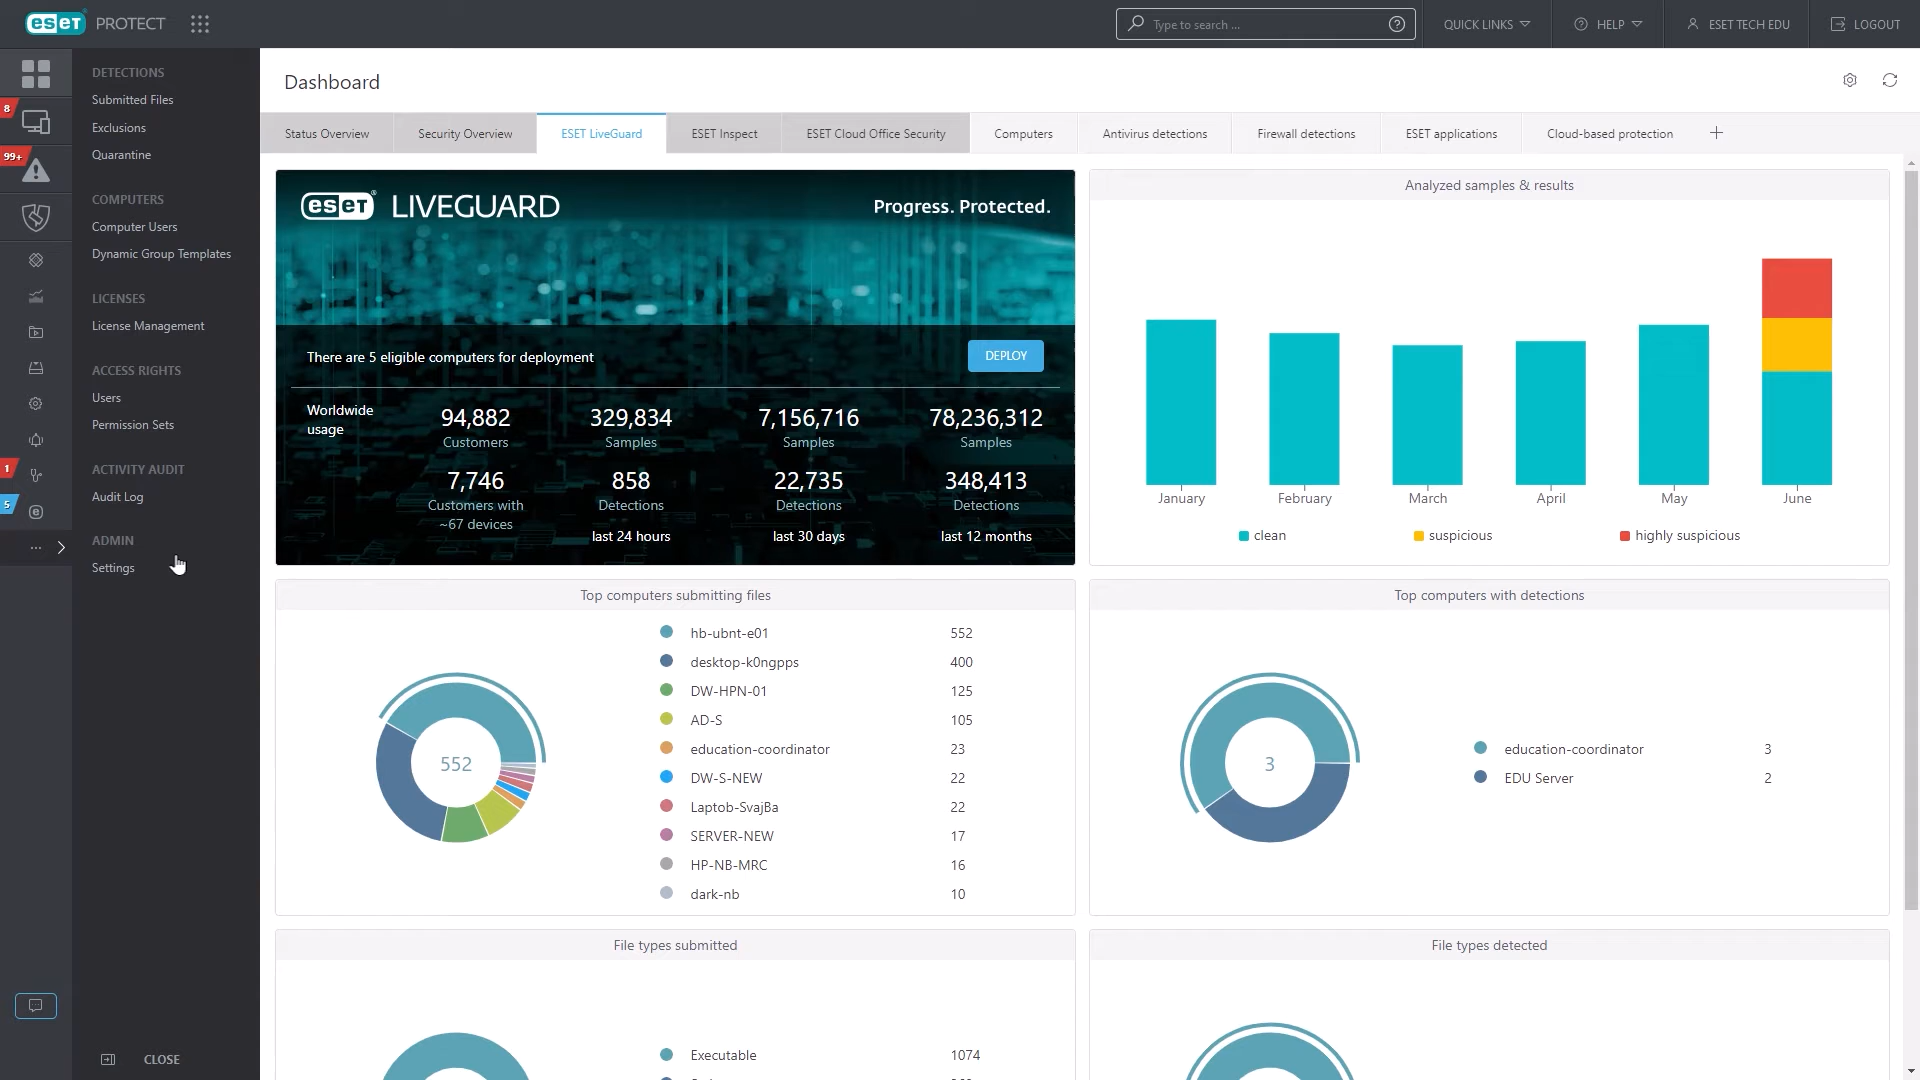 eseT PROTECT
Type to search ...
QUICK LINKS
HELP
ESET TECH EDU
LOGOUT
8
99+
1
5
DETECTIONS
Submitted Files
Exclusions
Quarantine
COMPUTERS
Computer Users
Dynamic Group Templates
LICENSES
License Management
ACCESS RIGHTS
Users
Permission Sets
ACTIVITY AUDIT
Audit Log
ADMIN
Settings
CLOSE
Dashboard
Status Overview
Security Overview
ESET LiveGuard
ESET Inspect
ESET Cloud Office Security
Computers
Antivirus detections
Firewall detections
ESET applications
Cloud-based protection
eseT® LIVEGUARD
Progress. Protected.
There are 5 eligible computers for deployment
DEPLOY
Worldwide
usage
94,882
Customers
329,834
Samples
7,156,716
Samples
78,236,312
Samples
7,746
Customers with
~67 devices
858
Detections
last 24 hours
22,735
Detections
last 30 days
348,413
Detections
last 12 months
Analyzed samples & results
January
February
March
April
May
June
clean
suspicious
highly suspicious
Top computers submitting files
552
hb-ubnt-e01 552
desktop-k0ngpps 400
DW-HPN-01 125
AD-S 105
education-coordinator 23
DW-S-NEW 22
Laptob-SvajBa 22
SERVER-NEW 17
HP-NB-MRC 16
dark-nb 10
Top computers with detections
3
education-coordinator 3
EDU Server 2
File types submitted
Executable 1074
File types detected